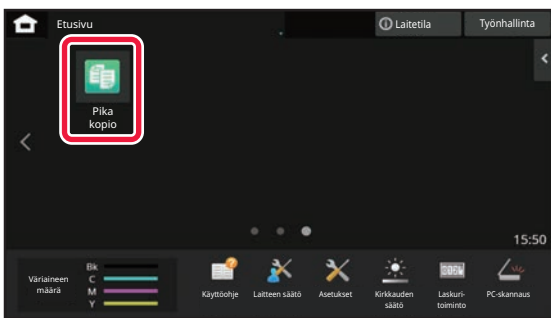 Etusivu
Laitetila
Työnhallinta
Pika
kopio
15:50
Väriaineen
määrä
Bk
C
M
Y
Käyttöohje
Laitteen säätö
Asetukset
Kirkkauden
säätö
Laskuri-
toiminto
PC-skannaus